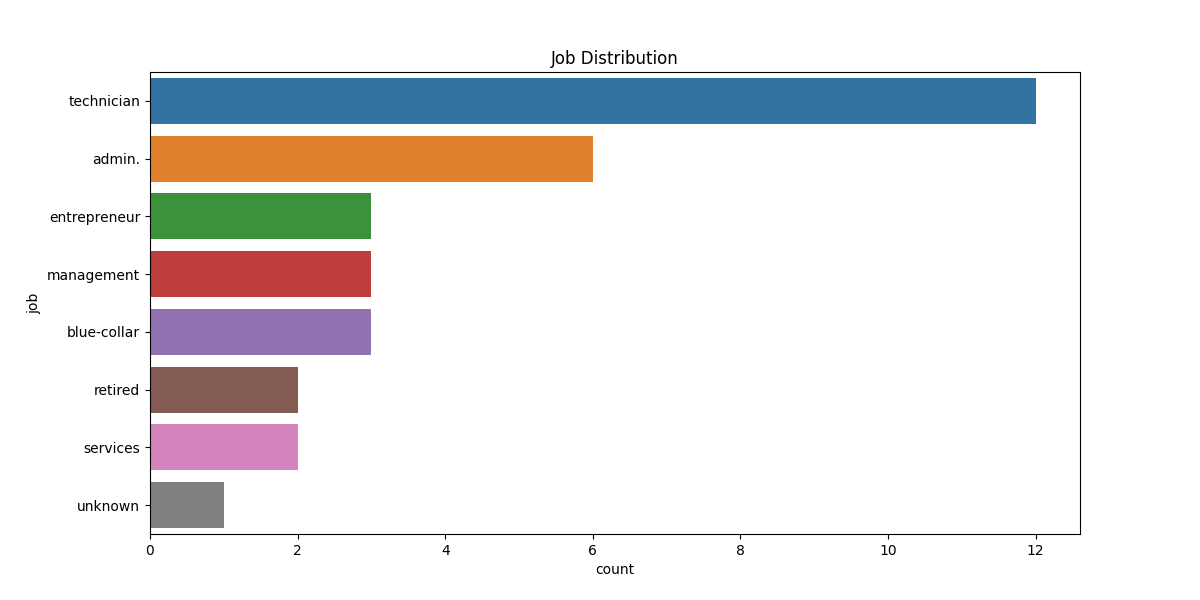 Job Distribution
technician
admin.
entrepreneur
management
blue-collar
retired
services
unknown
job
0 2 4 6 8 10 12
count